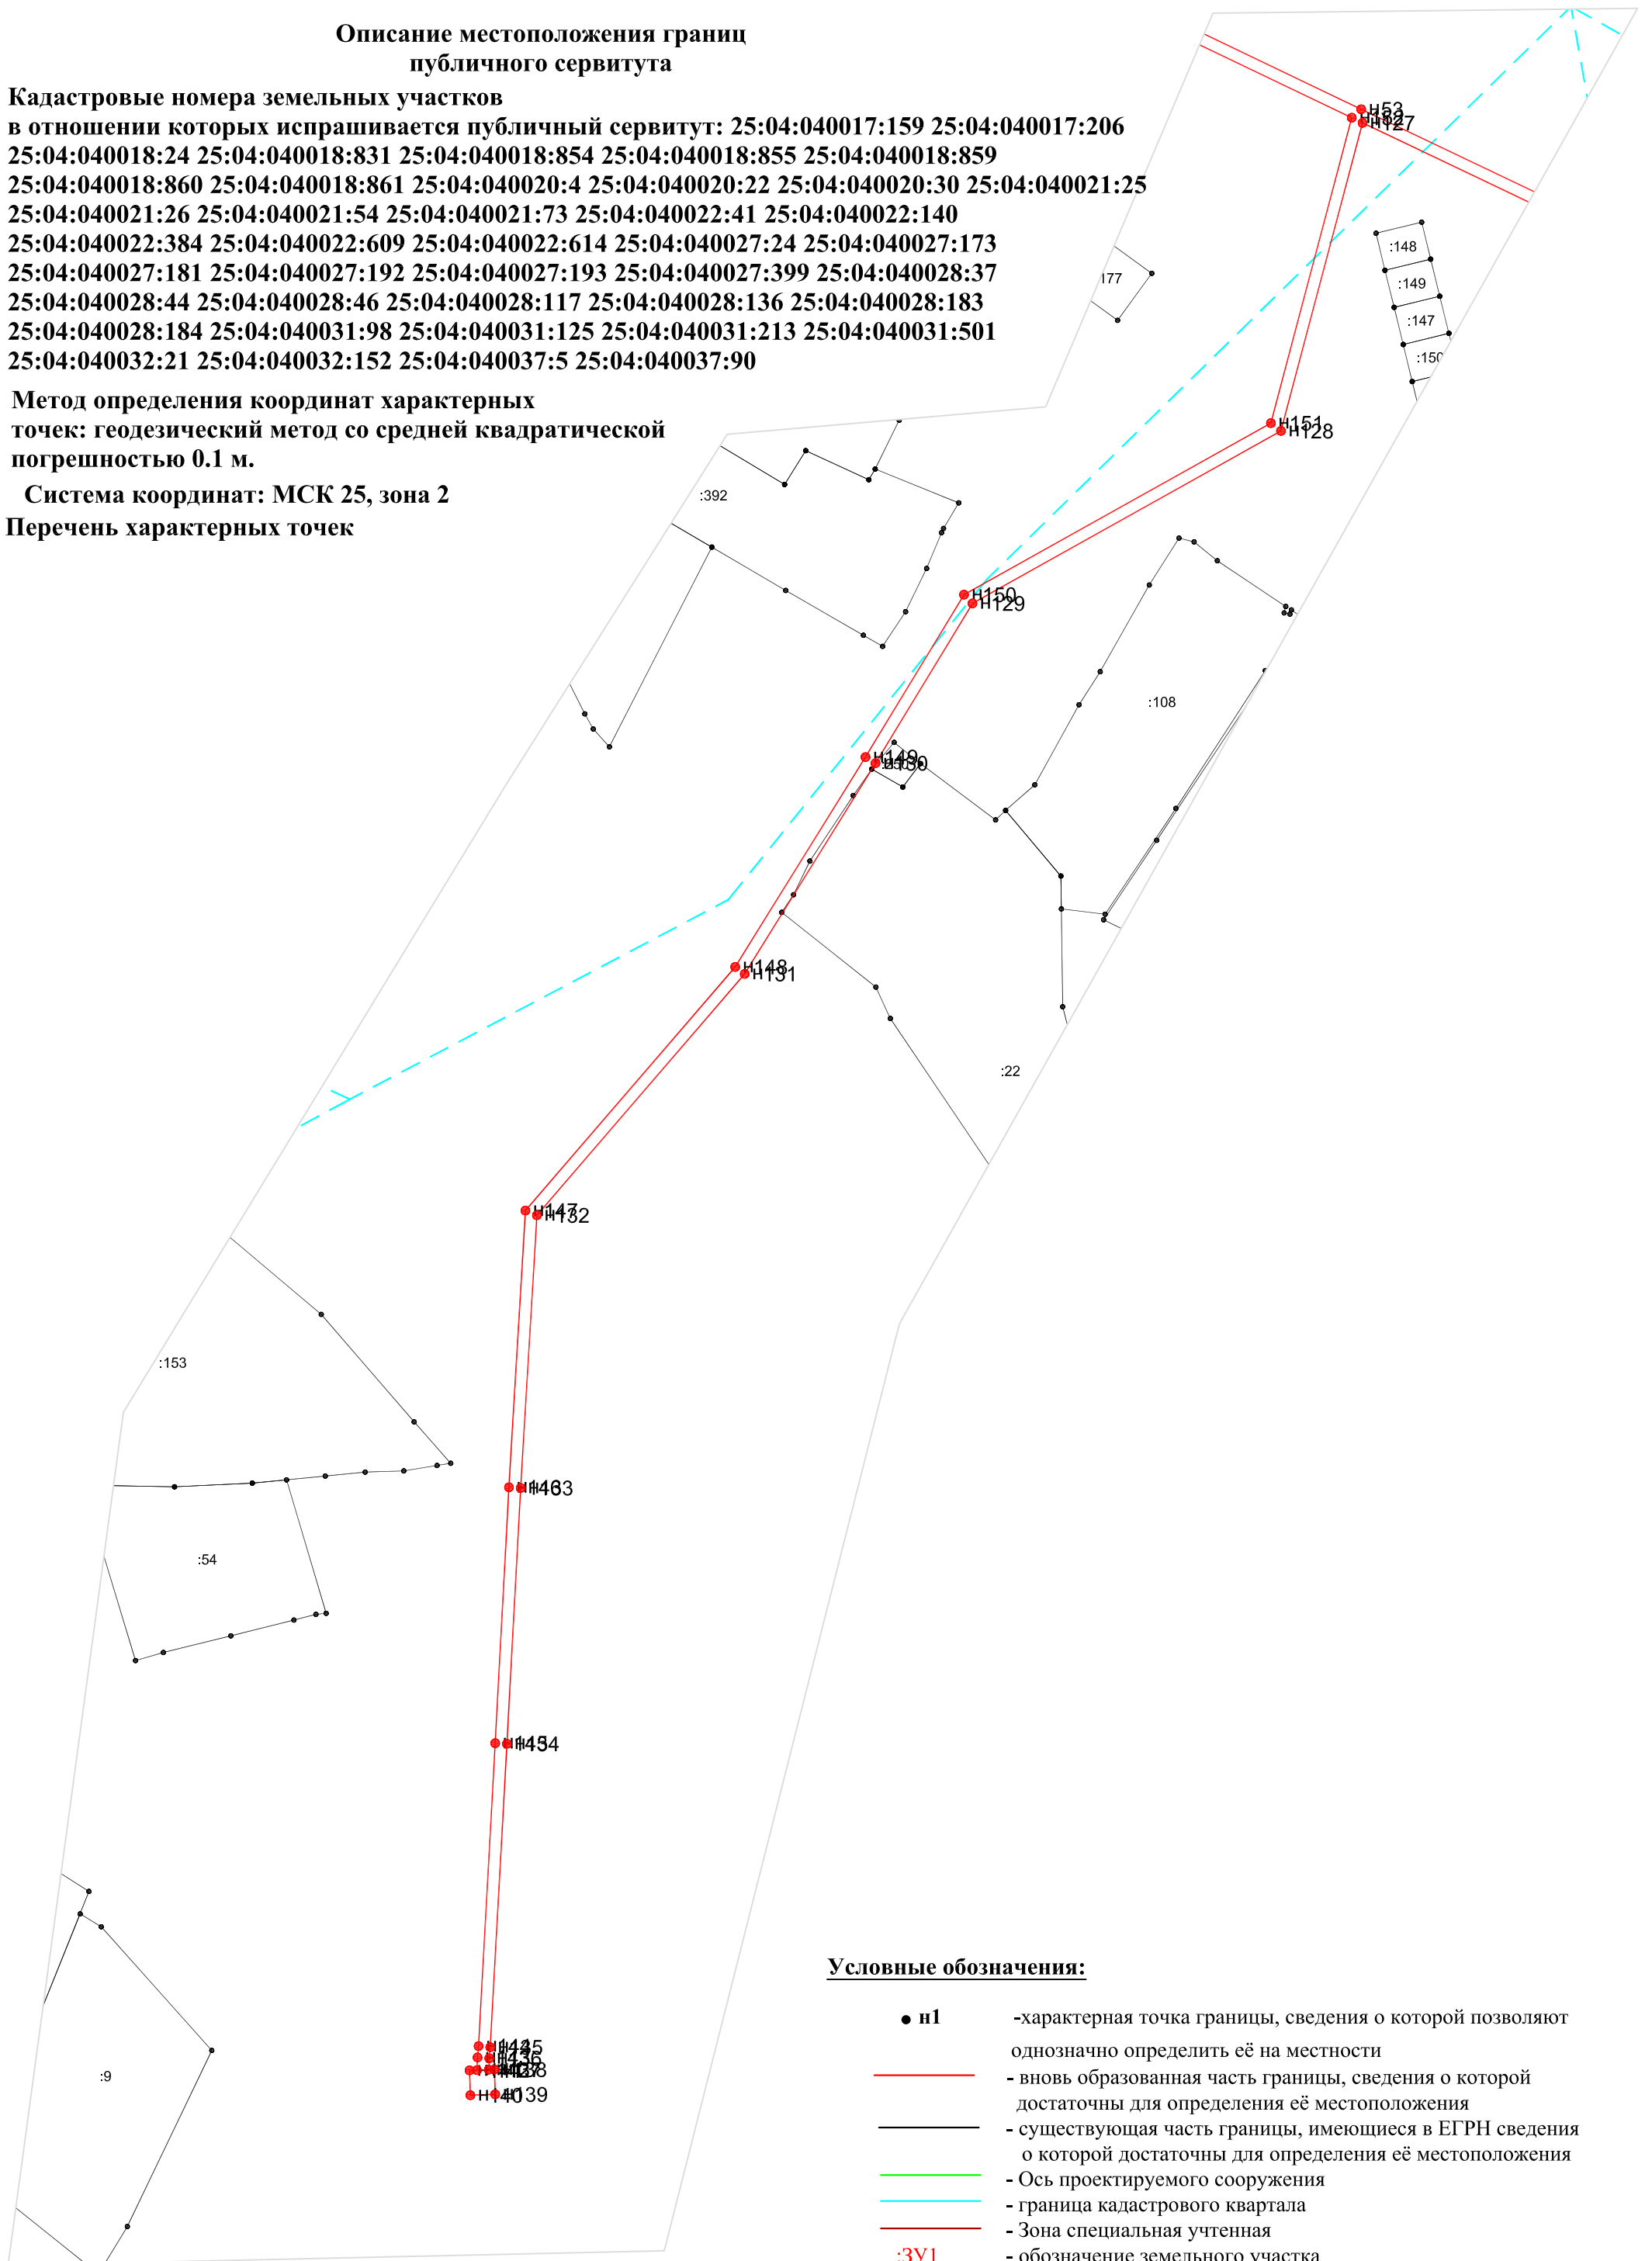 Описание местоположения границ
публичного сервитута
Кадастровые номера земельных участков
в отношении которых испрашивается публичный сервитут: 25:04:040017:159 25:04:040017:206
25:04:040018:24 25:04:040018:831 25:04:040018:854 25:04:040018:855 25:04:040018:859
25:04:040018:860 25:04:040018:861 25:04:040020:4 25:04:040020:22 25:04:040020:30 25:04:040021:25
25:04:040021:26 25:04:040021:54 25:04:040021:73 25:04:040022:41 25:04:040022:140
25:04:040022:384 25:04:040022:609 25:04:040022:614 25:04:040027:24 25:04:040027:173
25:04:040027:181 25:04:040027:192 25:04:040027:193 25:04:040027:399 25:04:040028:37
25:04:040028:44 25:04:040028:46 25:04:040028:117 25:04:040028:136 25:04:040028:183
25:04:040028:184 25:04:040031:98 25:04:040031:125 25:04:040031:213 25:04:040031:501
25:04:040032:21 25:04:040032:152 25:04:040037:5 25:04:040037:90
Метод определения координат характерных
точек: геодезический метод со средней квадратической
погрешностью 0.1 м.
Система координат: МСК 25, зона 2
Перечень характерных точек
н53
н127
:148
:149
:147
:150
177
н151
н128
:392
н150
н129
:108
н149
н130
н148
н131
:22
н147
н132
:153
н133
:54
н134
:9
н139
н140
Условные обозначения:
н1
-характерная точка границы, сведения о которой позволяют
однозначно определить её на местности
- вновь образованная часть границы, сведения о которой
достаточны для определения её местоположения
- существующая часть границы, имеющиеся в ЕГРН сведения
о которой достаточны для определения её местоположения
- Ось проектируемого сооружения
- граница кадастрового квартала
- Зона специальная учтенная
:ЗУ1 - обозначение земельного участка